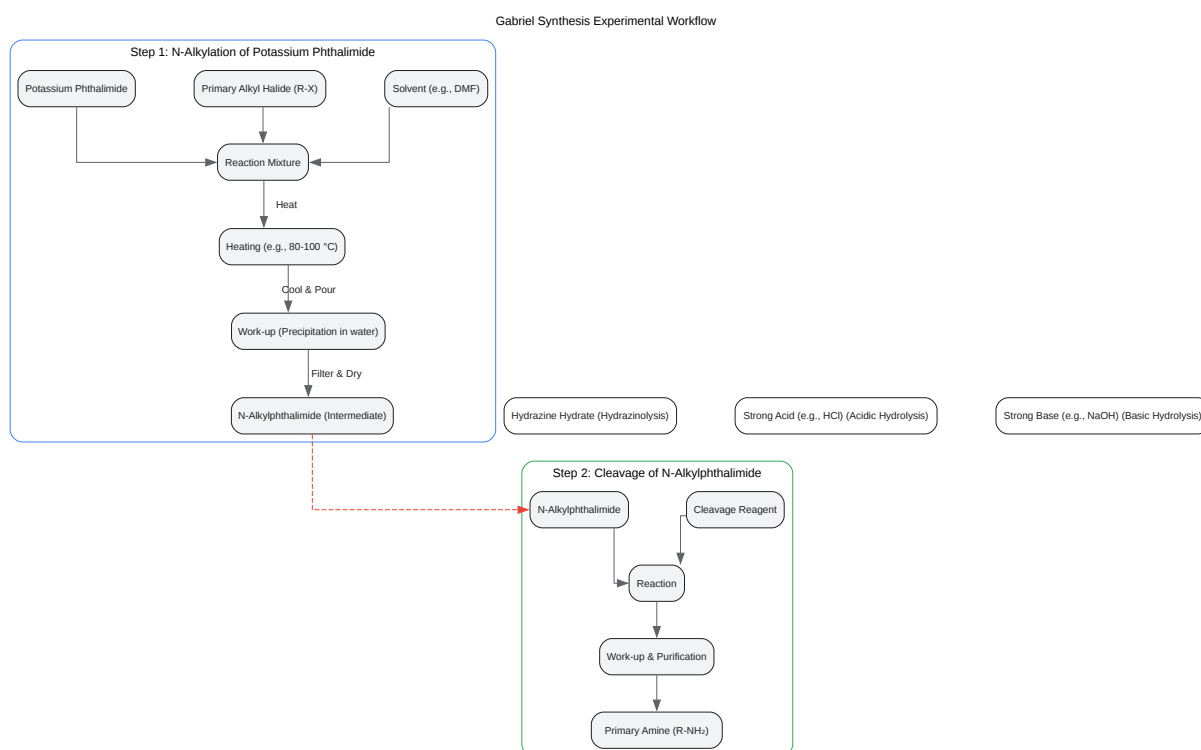 Gabriel Synthesis Experimental Workflow
Step 1: N-Alkylation of Potassium Phthalimide
Potassium Phthalimide
Primary Alkyl Halide (R-X)
Solvent (e.g., DMF)
Reaction Mixture
Heat
Heating (e.g., 80-100 °C)
Cool & Pour
Work-up (Precipitation in water)
Filter & Dry
N-Alkylphthalimide (Intermediate)
Hydrazine Hydrate (Hydrazinolysis)
Strong Acid (e.g., HCl) (Acidic Hydrolysis)
Strong Base (e.g., NaOH) (Basic Hydrolysis)
Step 2: Cleavage of N-Alkylphthalimide
N-Alkylphthalimide
Cleavage Reagent
Reaction
Work-up & Purification
Primary Amine (R-NH₂)